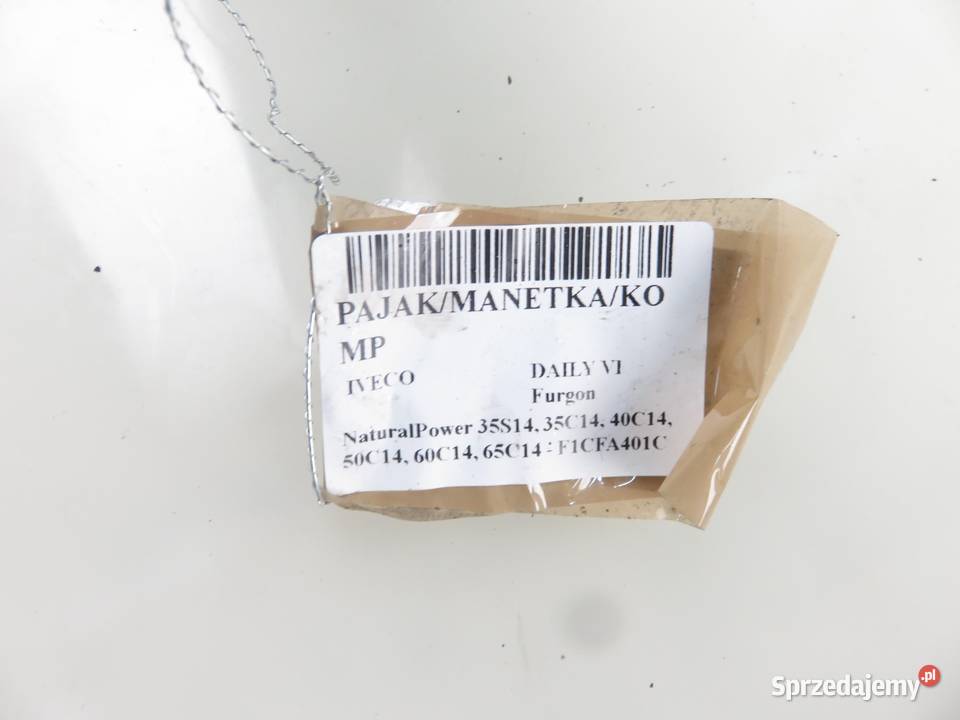 PAJAK/MANETKA/KO
MP
IVECO DAILY VI
Furgon
NaturalPower 35S14, 35C14, 40C14,
50C14, 60C14, 65C14 - F1CFA401C
Sprzedajemy.pl